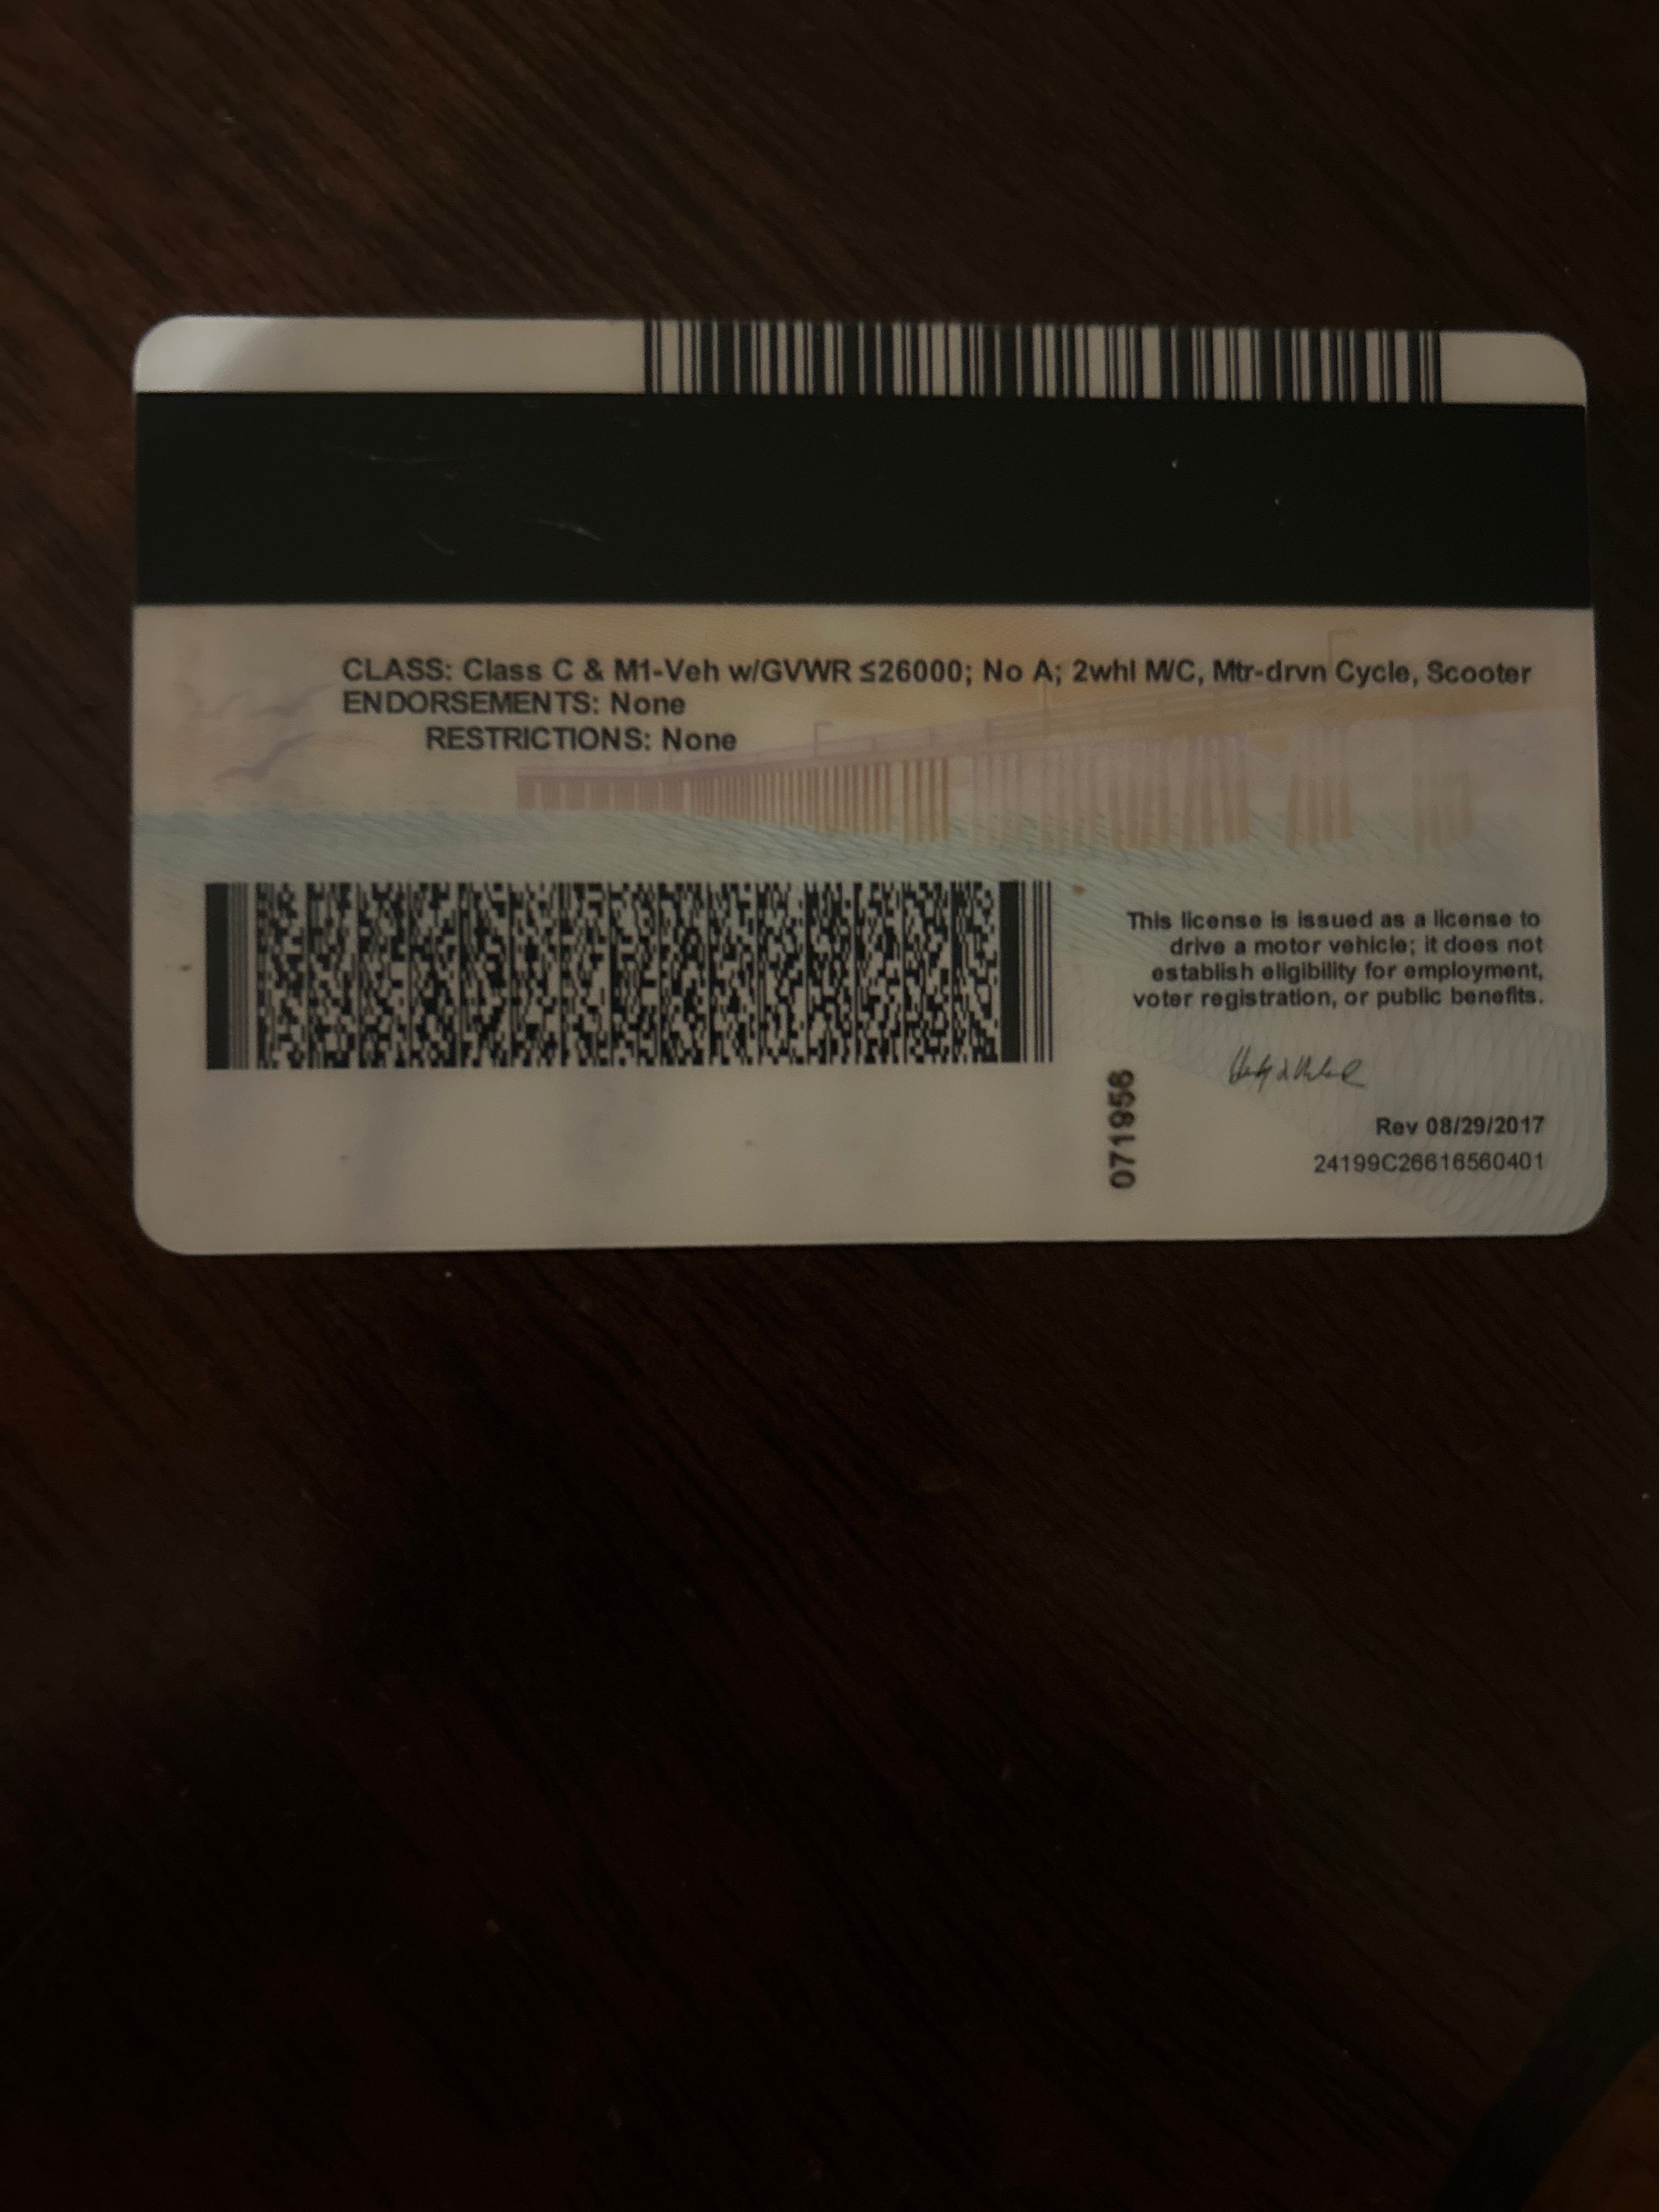 CLASS: Class C & M1-Veh w/GVWR ≤26000; No A; 2whl M/C, Mtr-drvn Cycle, Scooter
ENDORSEMENTS: None
RESTRICTIONS: None
This license is issued as a license to
drive a motor vehicle; it does not
establish eligibility for employment,
voter registration, or public benefits.
071956
Rev 08/29/2017
24199C26616560401